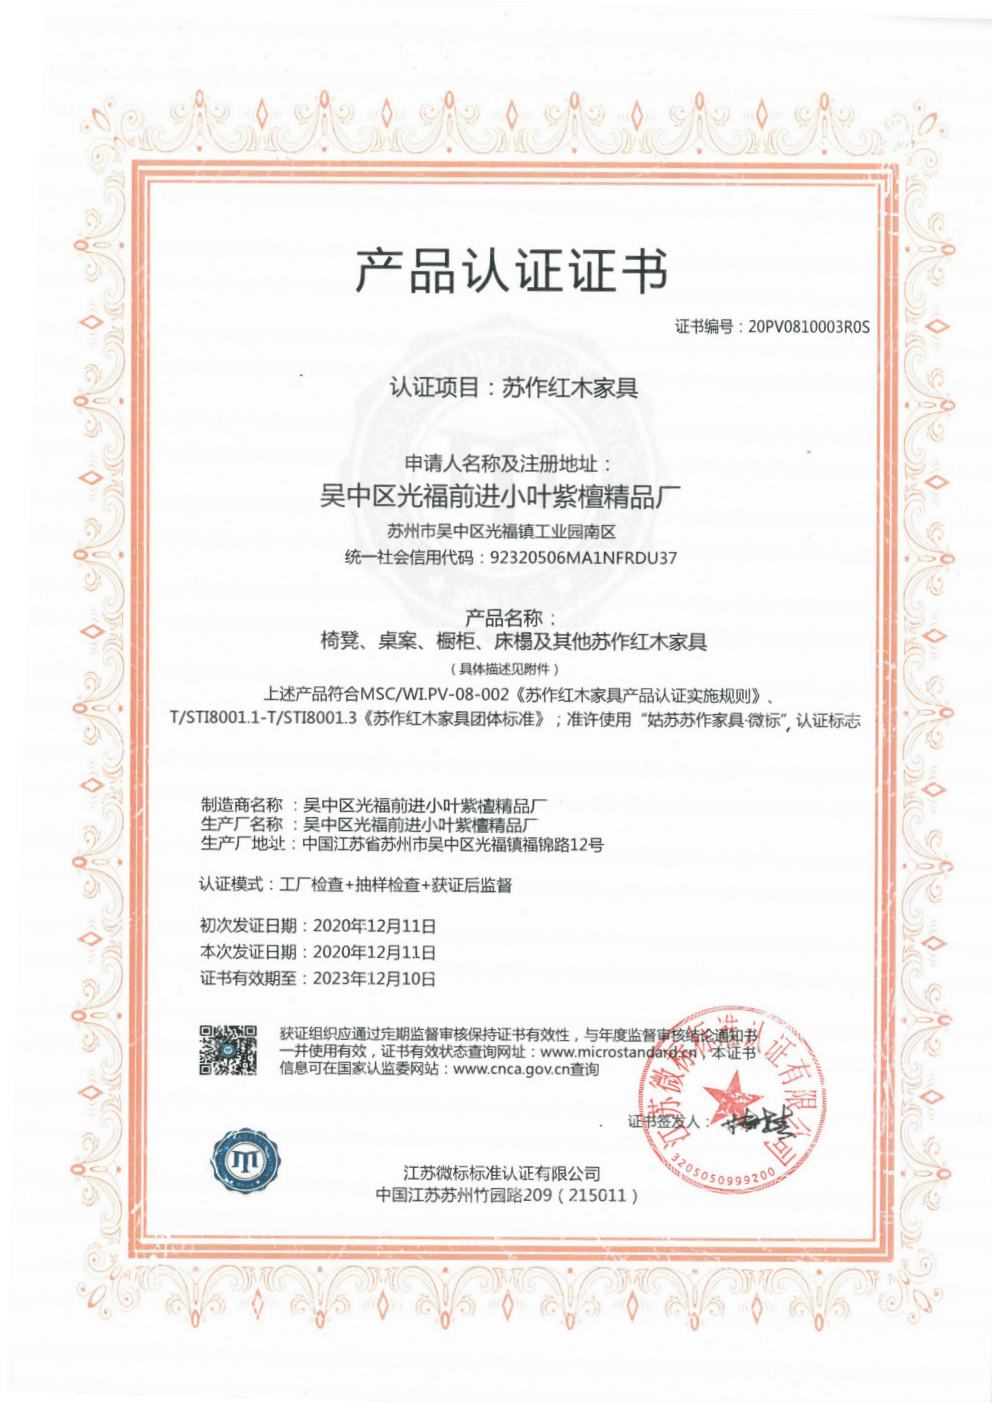 产品认证证书
证书编号：20PV0810003R0S
认证项目：苏作红木家具
申请人名称及注册地址：
吴中区光福前进小叶紫檀精品厂
苏州市吴中区光福镇工业园南区
统一社会信用代码：92320506MA1NFRDU37
产品名称：
椅凳、桌案、橱柜、床榻及其他苏作红木家具
（具体描述见附件）
上述产品符合MSC/WI.PV-08-002《苏作红木家具产品认证实施规则》、
T/STI8001.1-T/STI8001.3《苏作红木家具团体标准》；准许使用“姑苏苏作家具·微标”, 认证标志
制造商名称：吴中区光福前进小叶紫檀精品厂
生产厂名称：吴中区光福前进小叶紫檀精品厂
生产厂地址：中国江苏省苏州市吴中区光福镇福锦路12号
认证模式：工厂检查+抽样检查+获证后监督
初次发证日期：2020年12月11日
本次发证日期：2020年12月11日
证书有效期至：2023年12月10日
获证组织应通过定期监督审核保持证书有效性，与年度监督审核结论通知书
一并使用有效，证书有效状态查询网址：www.microstandard.cn，本证书
信息可在国家认监委网站：www.cnca.gov.cn查询
证书签发人：
江苏微标标准认证有限公司
3205050999200
江苏微标标准认证有限公司
中国江苏苏州竹园路209（215011）